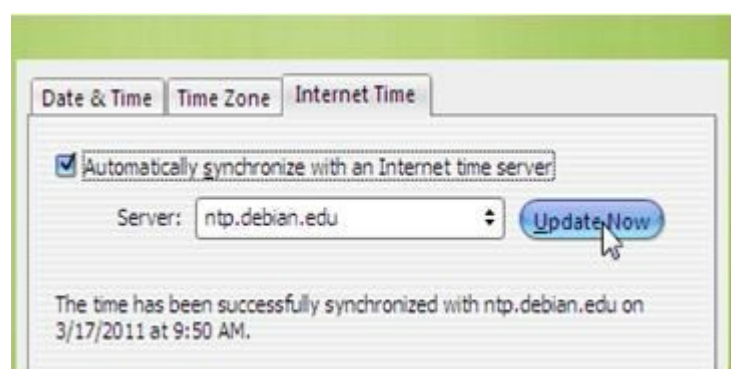 Date & Time
Time Zone
Internet Time
Automatically synchronize with an Internet time server
Server:
ntp.debian.edu
Update Now
The time has been successfully synchronized with ntp.debian.edu on
3/17/2011 at 9:50 AM.